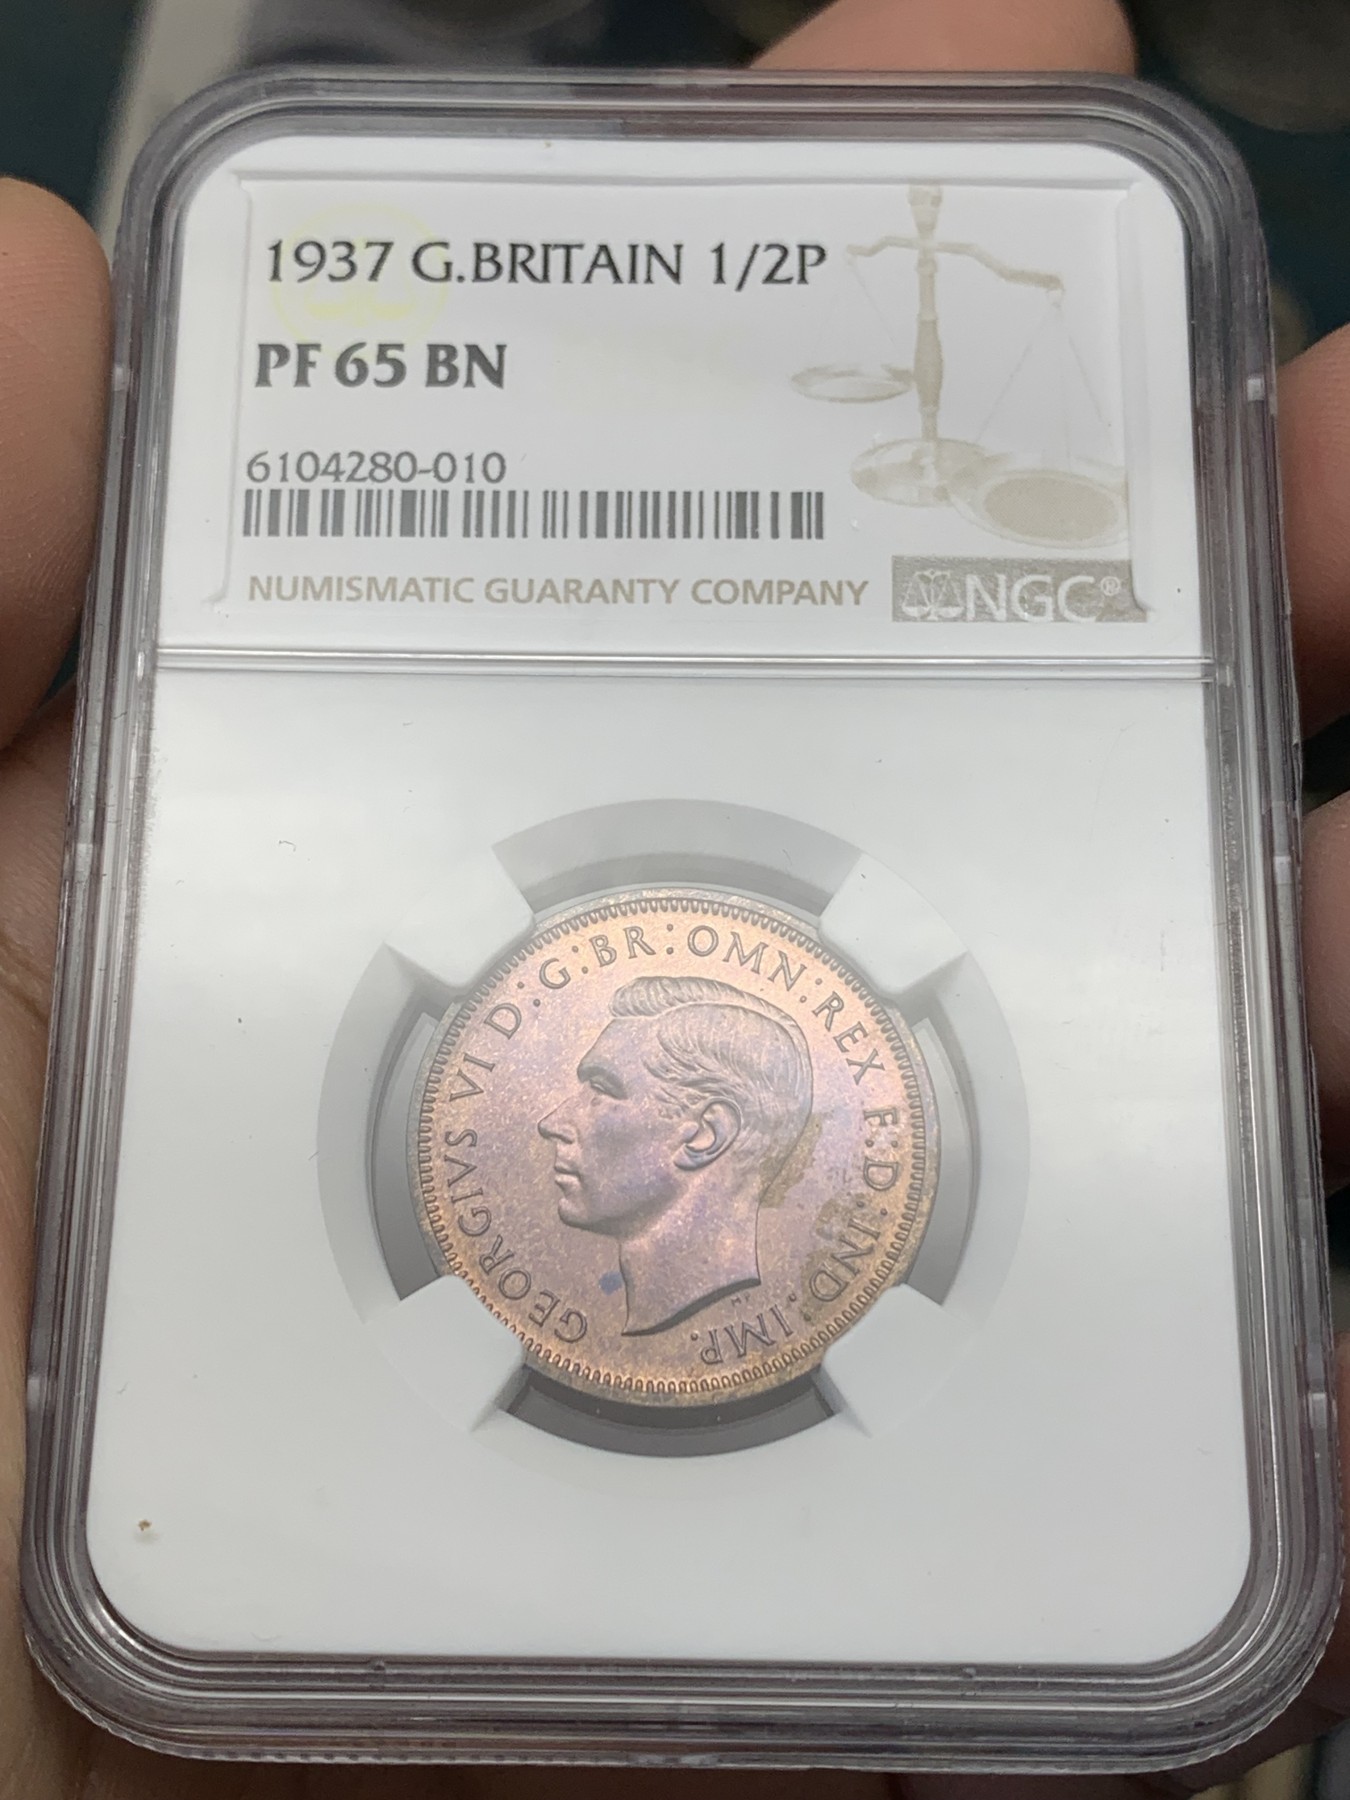 1937 G.BRITAIN 1/2P
PF 65 BN
6104280-010
NUMISMATIC GUARANTY COMPANY
NGC®
GEORGIVS VI D:G:BR:OMN:REX F:D:IND:IMP.
HP